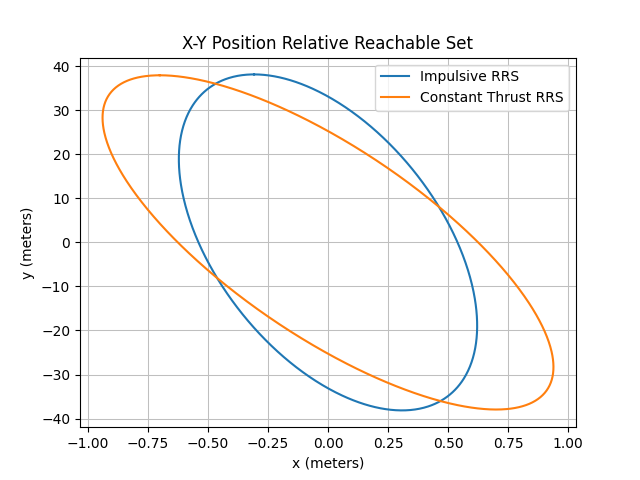 X-Y Position Relative Reachable Set
Impulsive RRS
Constant Thrust RRS
y (meters)
40
30
20
10
0
−10
−20
−30
−40
−1.00 −0.75 −0.50 −0.25 0.00 0.25 0.50 0.75 1.00
x (meters)